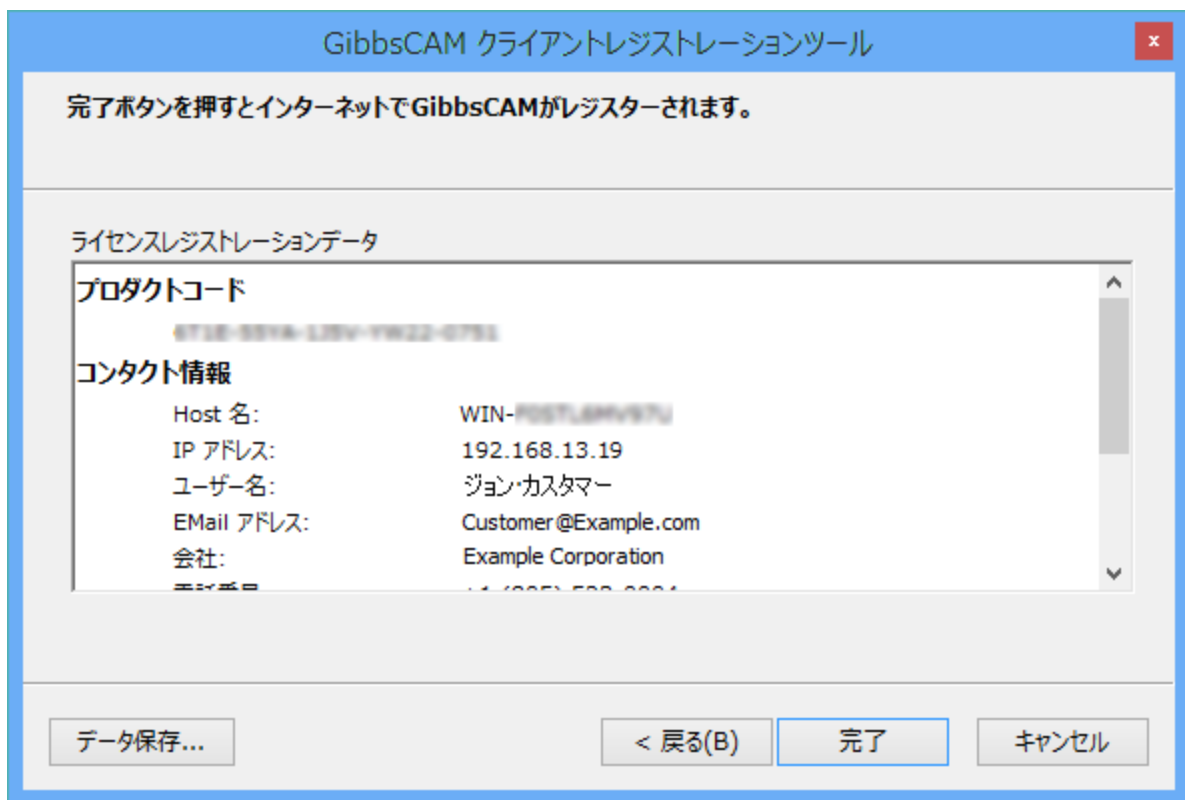 GibbsCAM クライアントレジストレーションツール
完了ボタンを押すとインターネットでGibbsCAMがレジスターされます。
ライセンスレジストレーションデータ
プロダクトコード
コンタクト情報
Host 名: WIN-
IP アドレス: 192.168.13.19
ユーザー名: ジョン・カスタマー
EMail アドレス: Customer@Example.com
会社: Example Corporation
データ保存...
< 戻る(B)
完了
キャンセル